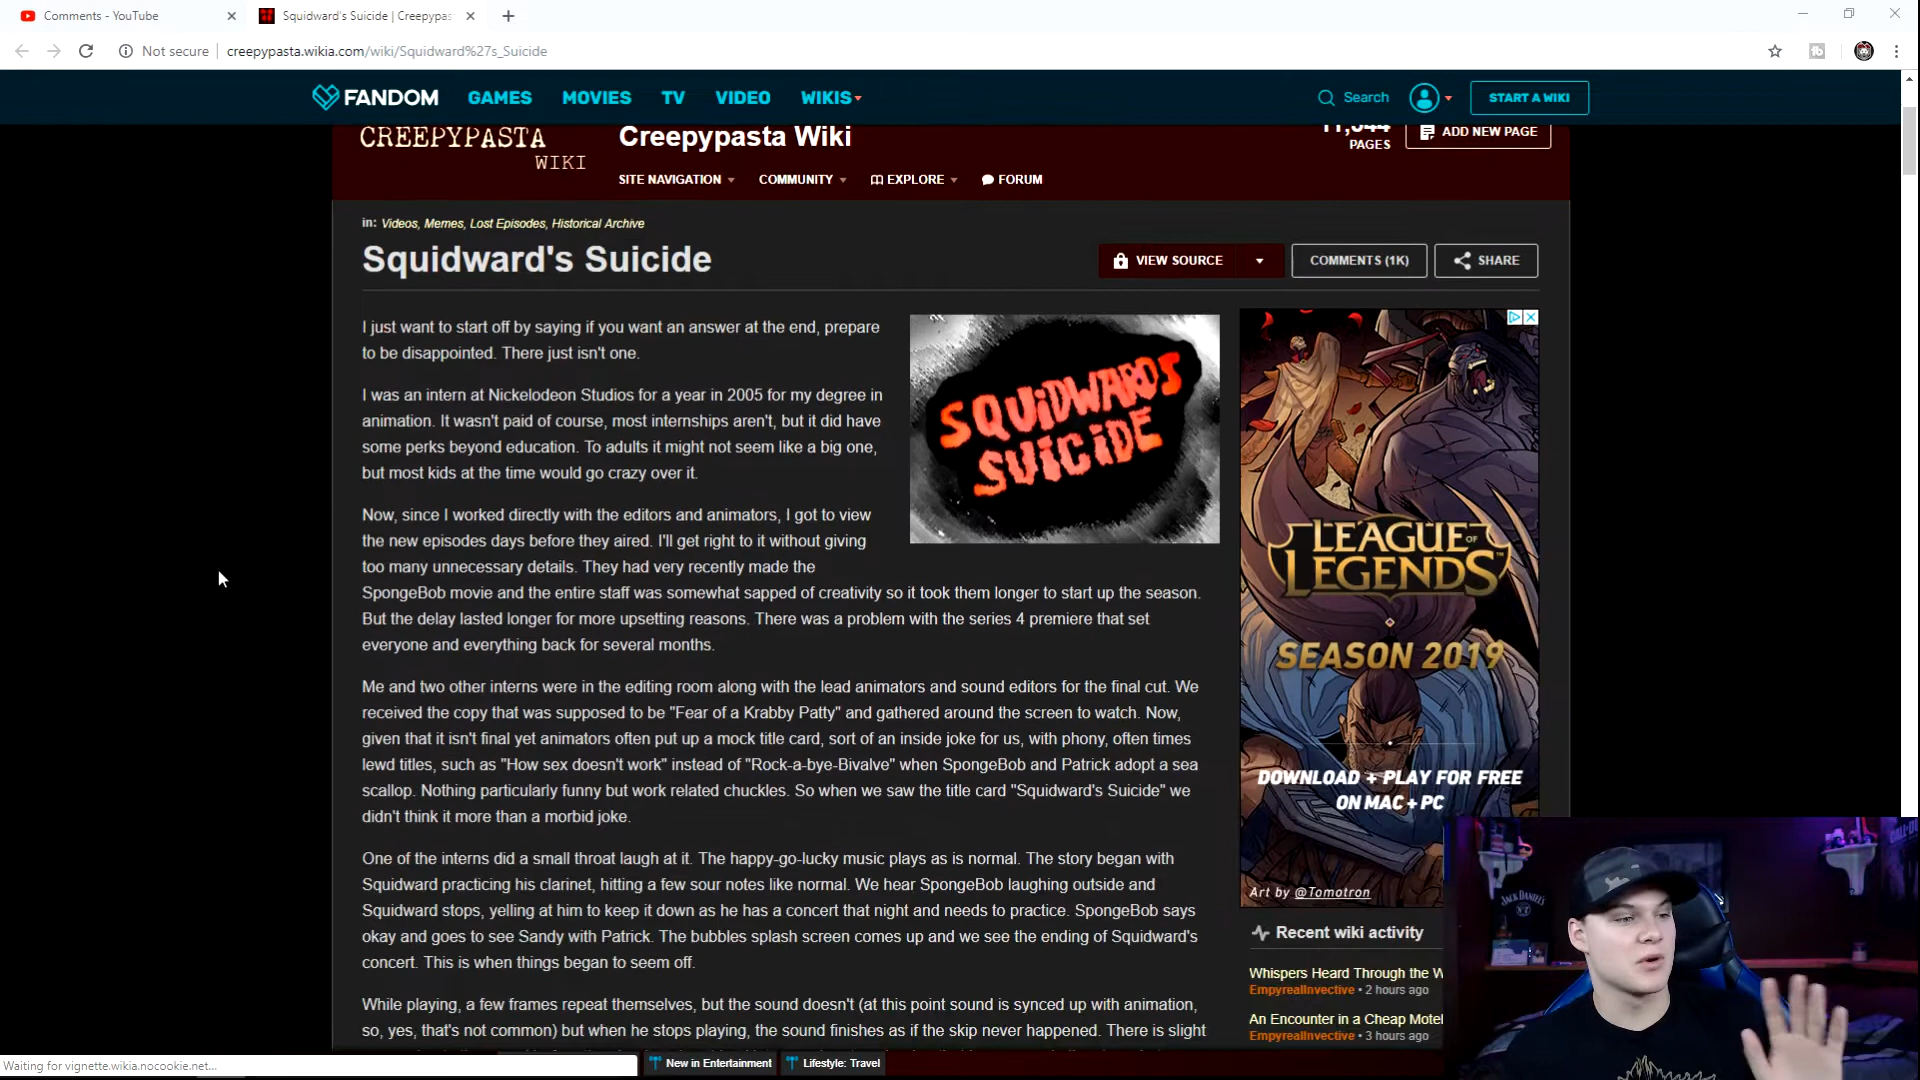 Comments - YouTube
Squidward's Suicide | Creepypas
Not secure
creepypasta.wikia.com/wiki/Squidward%27s_Suicide
FANDOM
GAMES
MOVIES
TV
VIDEO
WIKIS
Search
START A WIKI
CREEPYPASTA
WIKI
Creepypasta Wiki
PAGES
ADD NEW PAGE
SITE NAVIGATION
COMMUNITY
EXPLORE
FORUM
in: Videos, Memes, Lost Episodes, Historical Archive
Squidward's Suicide
VIEW SOURCE
COMMENTS (1K)
SHARE
I just want to start off by saying if you want an answer at the end, prepare
to be disappointed. There just isn't one.
I was an intern at Nickelodeon Studios for a year in 2005 for my degree in
animation. It wasn't paid of course, most internships aren't, but it did have
some perks beyond education. To adults it might not seem like a big one,
but most kids at the time would go crazy over it.
Now, since I worked directly with the editors and animators, I got to view
the new episodes days before they aired. I'll get right to it without giving
too many unnecessary details. They had very recently made the
SpongeBob movie and the entire staff was somewhat sapped of creativity so it took them longer to start up the season.
But the delay lasted longer for more upsetting reasons. There was a problem with the series 4 premiere that set
everyone and everything back for several months.
Me and two other interns were in the editing room along with the lead animators and sound editors for the final cut. We
received the copy that was supposed to be "Fear of a Krabby Patty" and gathered around the screen to watch. Now,
given that it isn't final yet animators often put up a mock title card, sort of an inside joke for us, with phony, often times
lewd titles, such as "How sex doesn't work" instead of "Rock-a-bye-Bivalve" when SpongeBob and Patrick adopt a sea
scallop. Nothing particularly funny but work related chuckles. So when we saw the title card "Squidward's Suicide" we
didn't think it more than a morbid joke.
One of the interns did a small throat laugh at it. The happy-go-lucky music plays as is normal. The story began with
Squidward practicing his clarinet, hitting a few sour notes like normal. We hear SpongeBob laughing outside and
Squidward stops, yelling at him to keep it down as he has a concert that night and needs to practice. SpongeBob says
okay and goes to see Sandy with Patrick. The bubbles splash screen comes up and we see the ending of Squidward's
concert. This is when things began to seem off.
While playing, a few frames repeat themselves, but the sound doesn't (at this point sound is synced up with animation,
so, yes, that's not common) but when he stops playing, the sound finishes as if the skip never happened. There is slight
SQUIDWARDS
SUICIDE
LEAGUE OF
LEGENDS
SEASON 2019
DOWNLOAD + PLAY FOR FREE
ON MAC + PC
Art by @Tomotron
Recent wiki activity
Whispers Heard Through the W
EmpyrealInvective • 2 hours ago
An Encounter in a Cheap Motel
EmpyrealInvective • 3 hours ago
JACK DANIEL'S
Waiting for vignette.wikia.nocookie.net...
New in Entertainment
Lifestyle: Travel